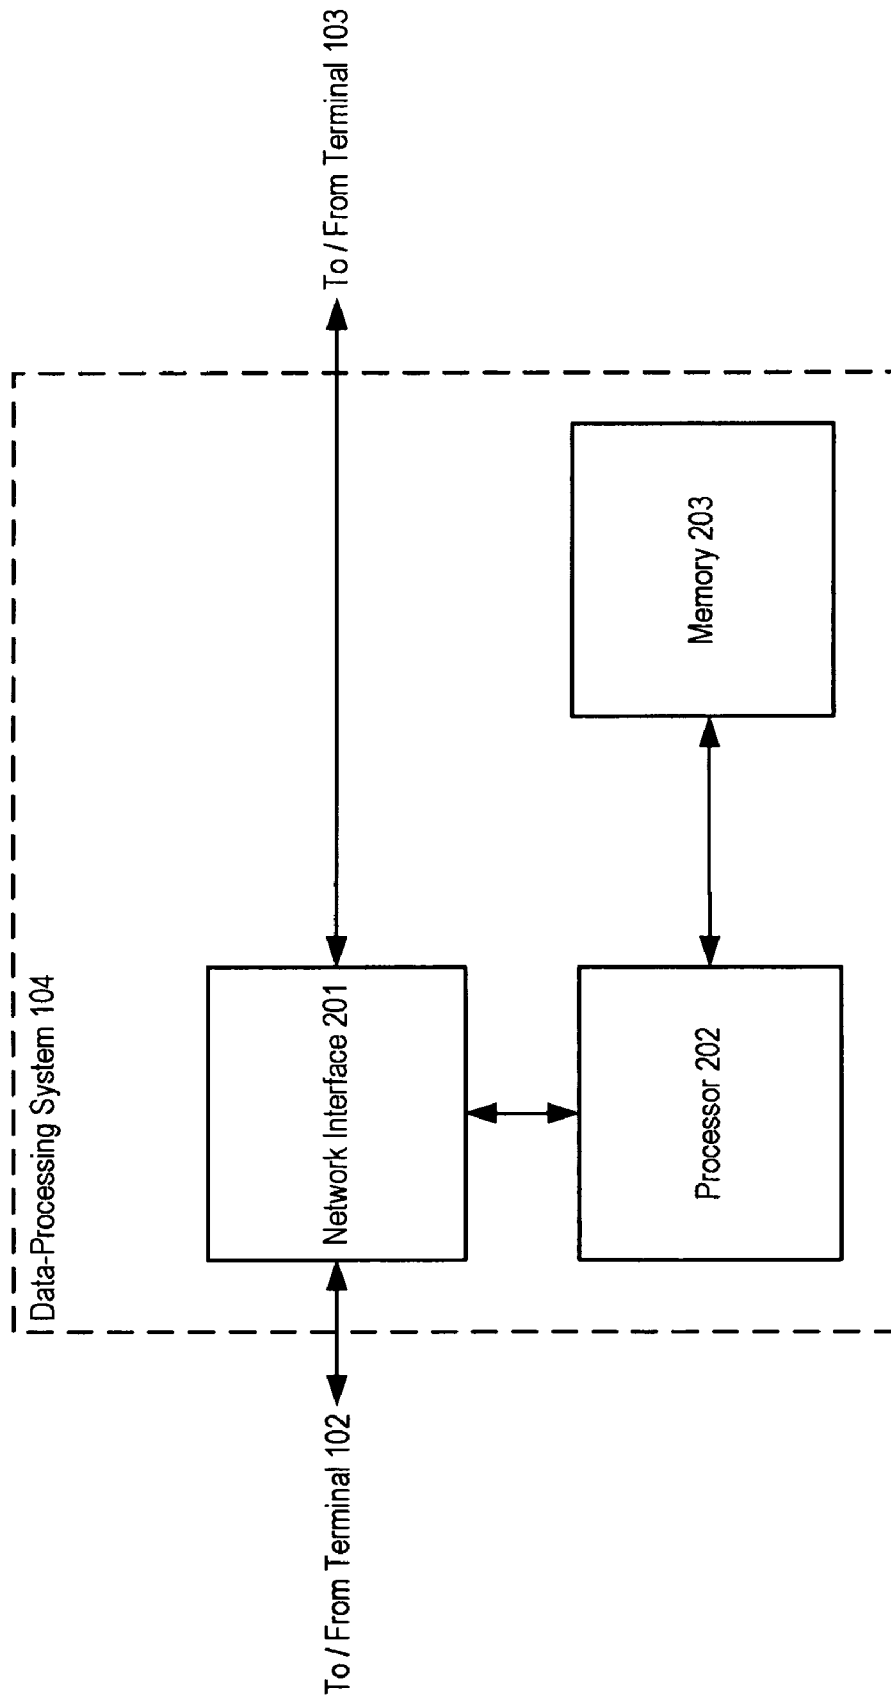 Data-Processing System 104
To / From Terminal 102
Network Interface 201
To / From Terminal 103
Processor 202
Memory 203